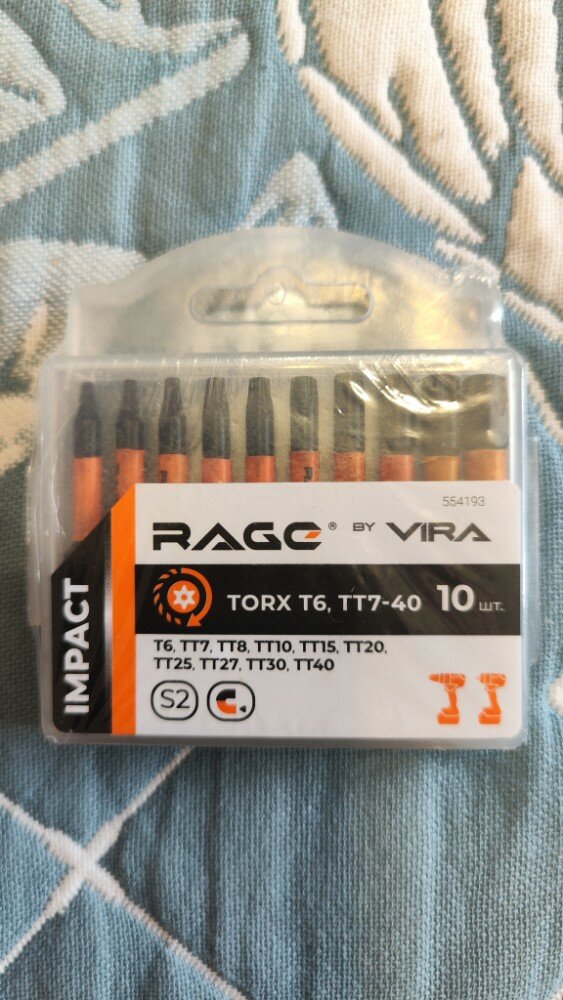 554193
RAGE® BY VIRA
IMPACT
TORX T6, TT7-40 10 шт.
T6, TT7, TT8, TT10, TT15, TT20,
TT25, TT27, TT30, TT40
S2